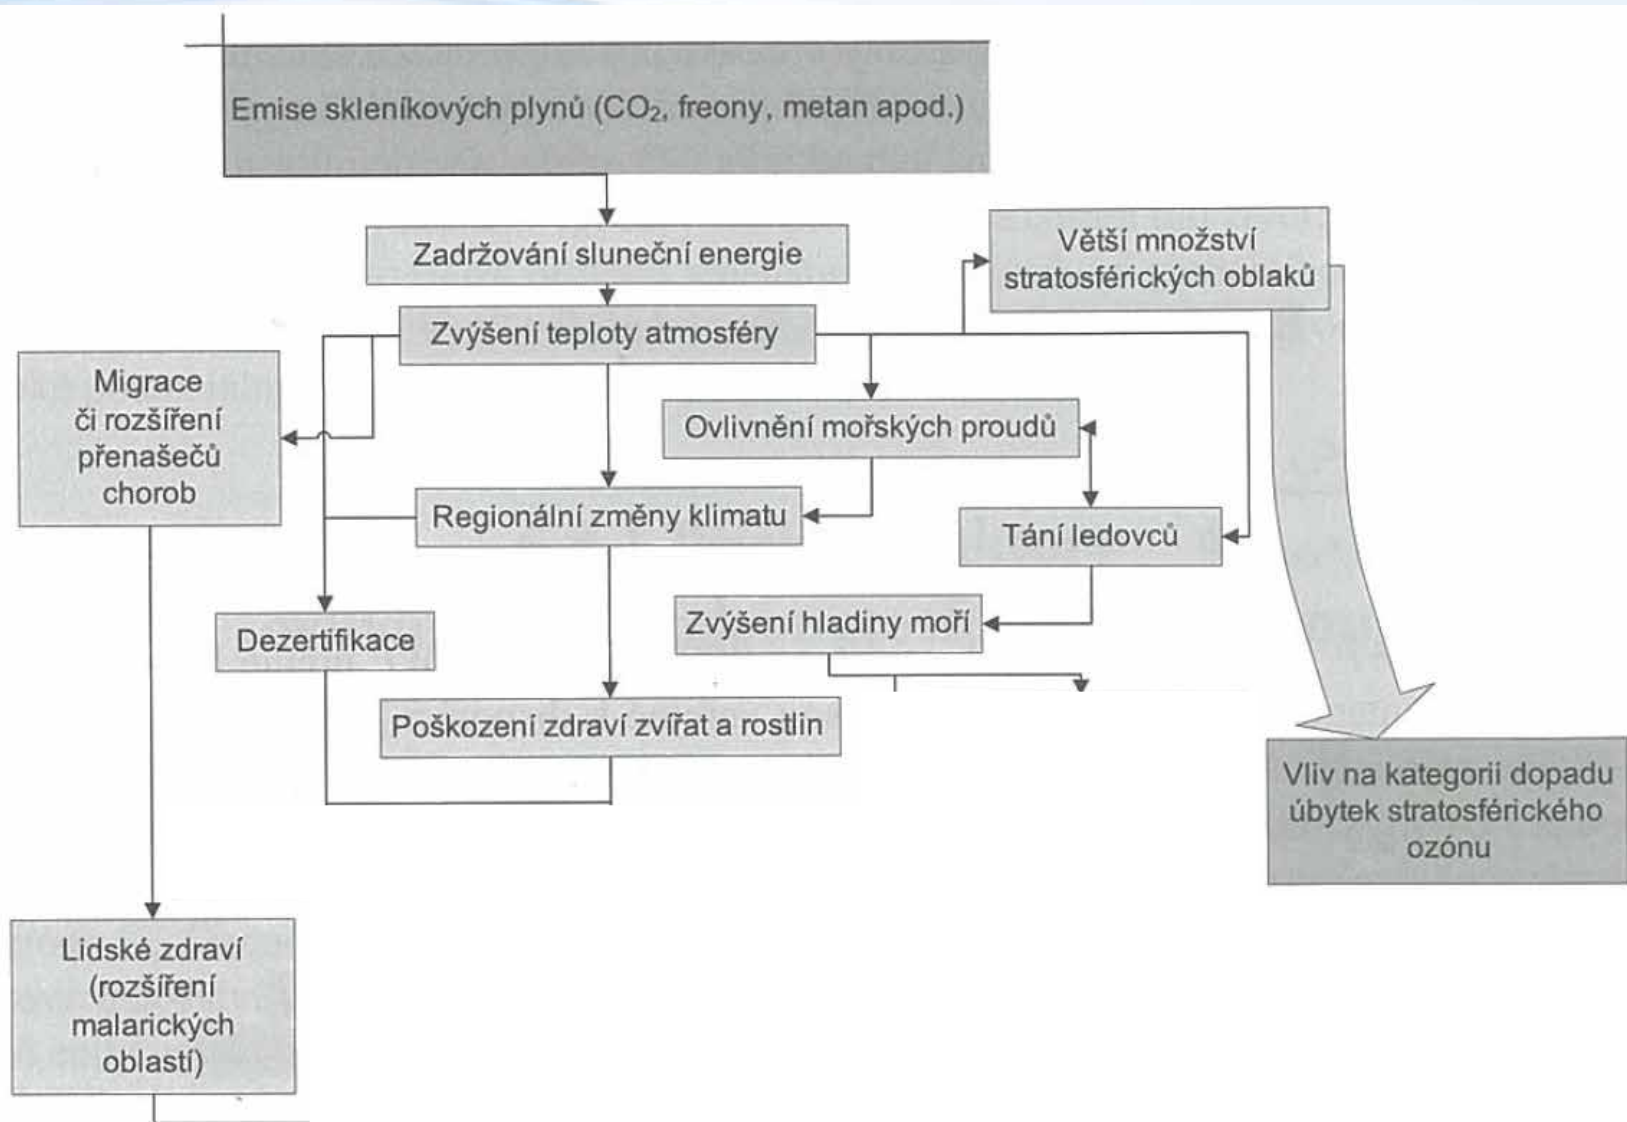 Emise skleníkových plynů (CO₂, freony, metan apod.)
Zadržování sluneční energie
Větší množství
stratosférických oblaků
Zvýšení teploty atmosféry
Migrace
či rozšíření
přenašečů
chorob
Ovlivnění mořských proudů
Regionální změny klimatu
Tání ledovců
Dezertifikace
Zvýšení hladiny moří
Poškození zdraví zvířat a rostlin
Vliv na kategorii dopadu
úbytek stratosférického
ozónu
Lidské zdraví
(rozšíření
malarických
oblastí)